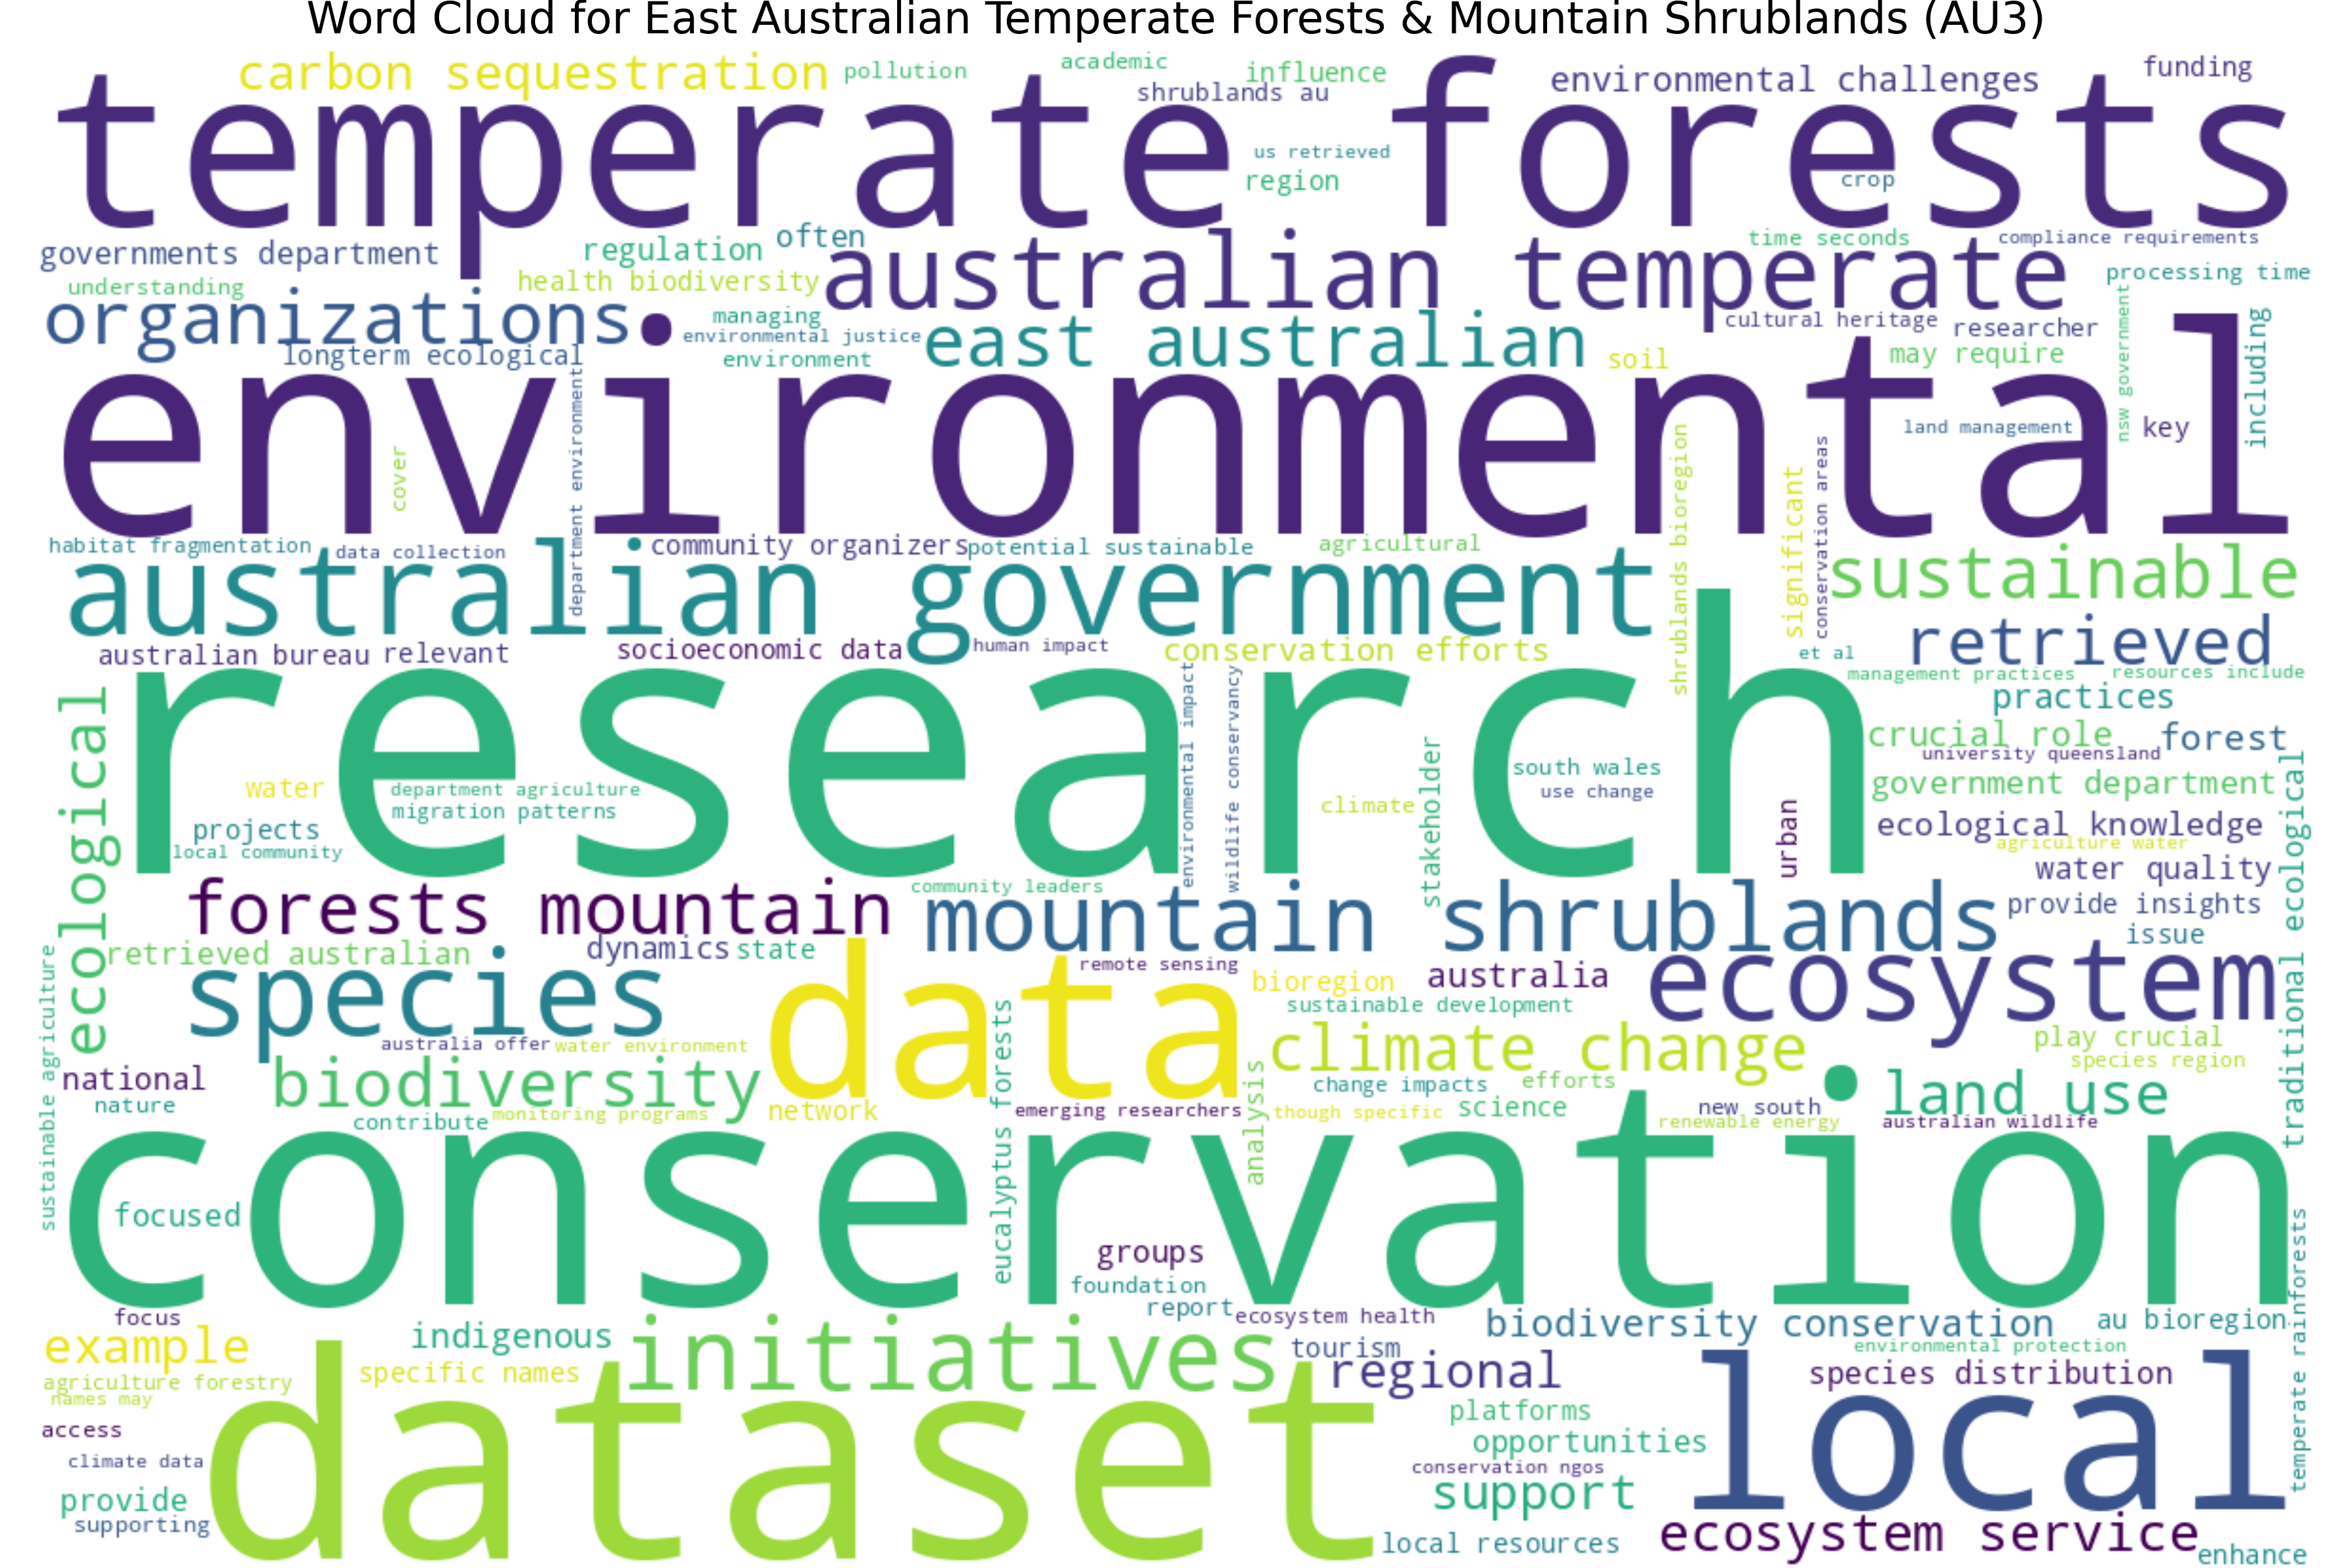 Word Cloud for East Australian Temperate Forests & Mountain Shrublands (AU3)
carbon sequestration
pollution
academic
influence
shrublands au
environmental challenges
funding
temperate forests
us retrieved
region
crop
governments department
regulation
often
time seconds
compliance requirements
understanding
health biodiversity
australian temperate
processing time
organizations
managing
environmental justice
east australian
cultural heritage
researcher
longterm ecological
environment
soil
may require
nsw government
including
environmental
cover
department environment
land management
key
shrublands bioregion
significant
conservation areas
habitat fragmentation
data collection
community organizers
potential sustainable
agricultural
australian government
sustainable
australian bureau
relevant
socioeconomic data
human impact
conservation efforts
et al
retrieved
management practices
resources include
practices
research
ecological
environmental impact
wildlife conservancy
crucial role
forest
university queensland
water
department agriculture
migration patterns
stakeholder
south wales
use change
climate
government department
projects
local community
urban
ecological knowledge
agriculture water
water quality
traditional ecological
forests mountain
community leaders
mountain shrublands
provide insights
issue
retrieved australian
dynamics
state
species
data
remote sensing
bioregion
australia
ecosystem
sustainable development
sustainable agriculture
australia offer
water environment
climate change
play crucial
species region
national
biodiversity
eucalyptus forests
analysis
change impacts
efforts
land use
nature
contribute
monitoring programs
network
emerging researchers
though specific
science
new south
renewable energy
australian wildlife
conservation
focused
groups
foundation
report
temperate rainforests
focus
ecosystem health
biodiversity conservation
au bioregion
example
indigenous
initiatives
tourism
environmental protection
specific names
regional
species distribution
agriculture forestry
names may
dataset
local
access
platforms
opportunities
climate data
conservation ngos
provide
support
supporting
local resources
ecosystem service
enhance